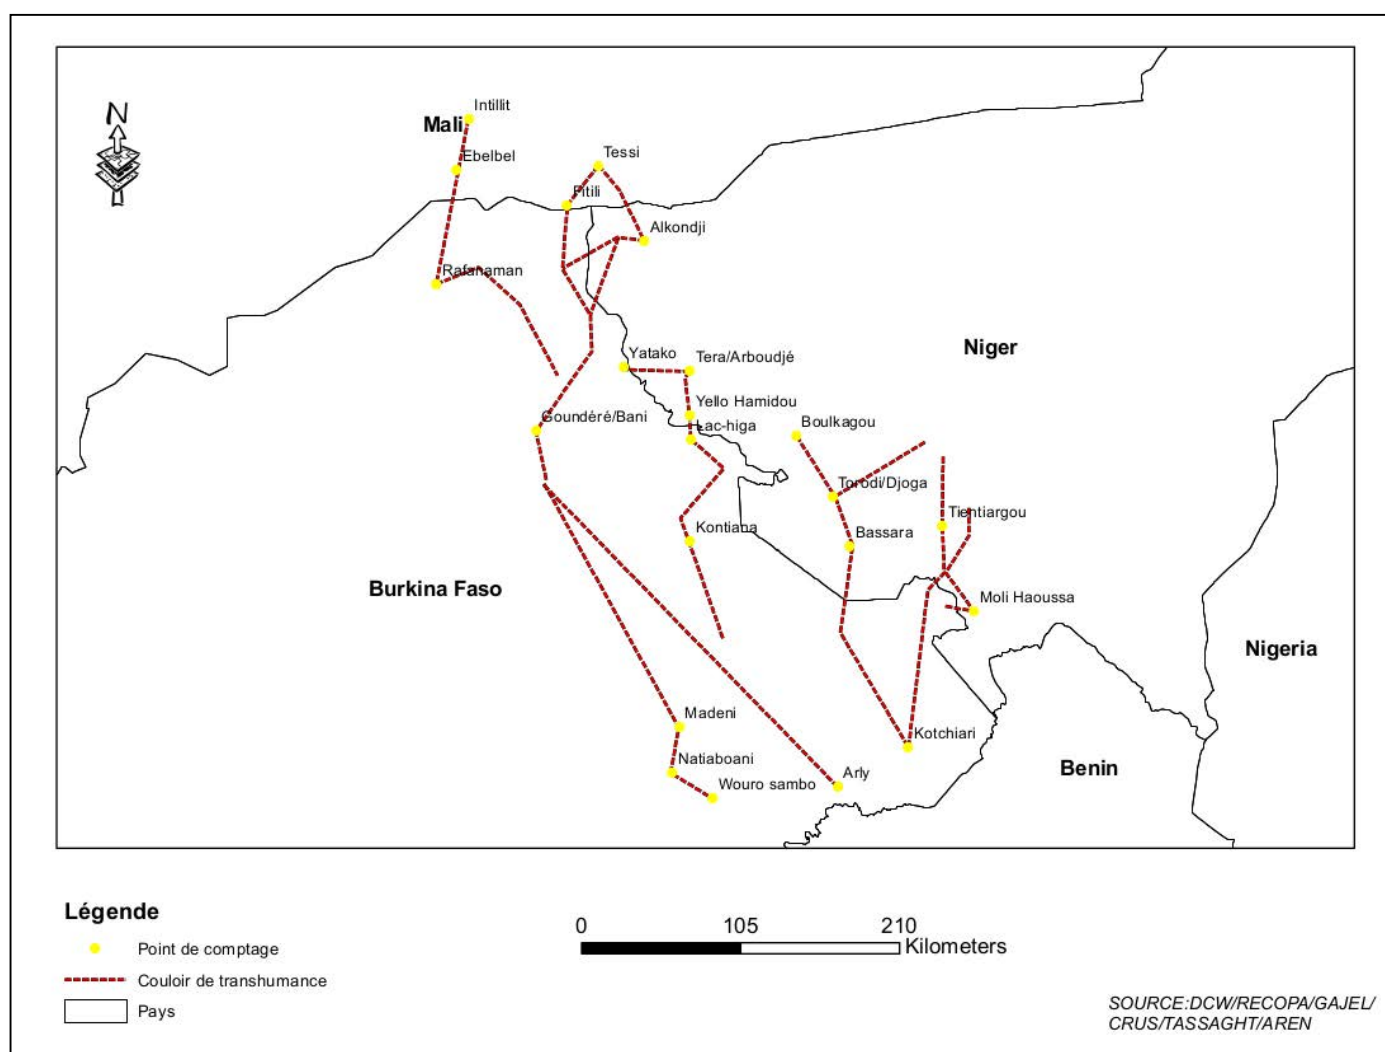 N
Intillit
Mali
Ebelbel
Tessi
Fitili
Alkondji
Rafanaman
Niger
Yatako
Tera/Arboudjé
Yello Hamidou
Goundéré/Bani
Lac-higa
Boulkagou
Torodi/Djoga
Tientiargou
Kontiana
Bassara
Burkina Faso
Moli Haoussa
Nigeria
Madeni
Kotchiari
Natiaboani
Benin
Wouro sambo
Arly
Légende
Point de comptage
Couloir de transhumance
Pays
0 105 210
Kilometers
SOURCE:DCW/RECOPA/GAJEL/
CRUS/TASSAGHT/AREN